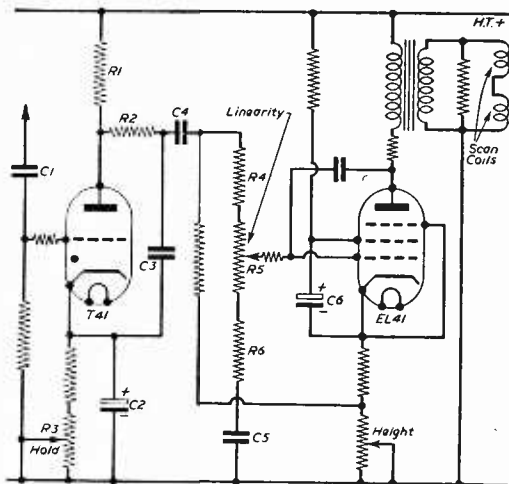 H.T.+
R1
R2
C4
Linearity
Scan
Coils
C1
R4
r
C3
R5
+
C6
-
T41
EL41
R6
+
R3
C2
-
Hold
C5
Height